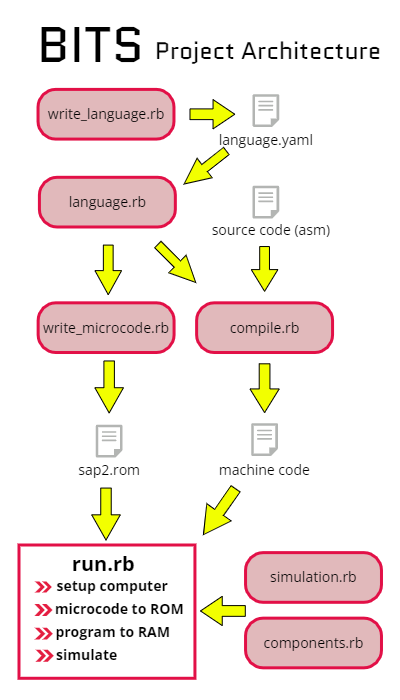 BITS Project Architecture
write_language.rb
language.yaml
language.rb
source code (asm)
write_microcode.rb
compile.rb
sap2.rom
machine code
run.rb
setup computer
microcode to ROM
program to RAM
simulate
simulation.rb
components.rb